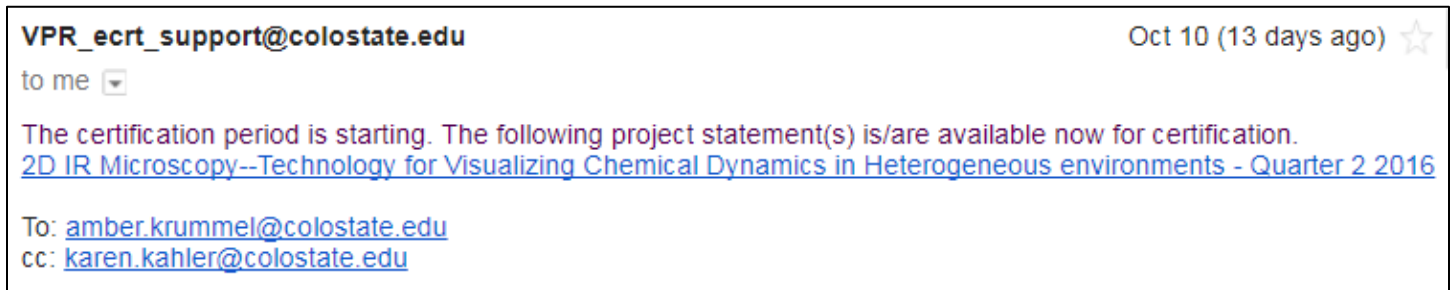 VPR_ecrt_support@colostate.edu Oct 10 (13 days ago)
to me
The certification period is starting. The following project statement(s) is/are available now for certification.
2D IR Microscopy--Technology for Visualizing Chemical Dynamics in Heterogeneous environments - Quarter 2 2016
To: amber.krummel@colostate.edu
cc: karen.kahler@colostate.edu